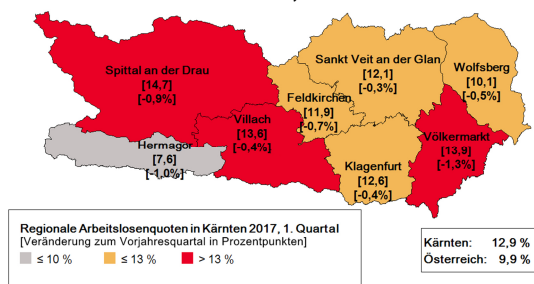 Spittal an der Drau
[14,7]
[-0,9%]
Sankt Veit an der Glan
[12,1]
[-0,3%]
Wolfsberg
[10,1]
[-0,5%]
Feldkirchen
[11,9]
[-0,7%]
Villach
[13,6]
[-0,4%]
Völkermarkt
[13,9]
[-1,3%]
Hermagor
[7,6]
[-1,0%]
Klagenfurt
[12,6]
[-0,4%]
Regionale Arbeitslosenquoten in Kärnten 2017, 1. Quartal
[Veränderung zum Vorjahresquartal in Prozentpunkten]
≤ 10 % ≤ 13 % > 13 %
Kärnten: 12,9 %
Österreich: 9,9 %